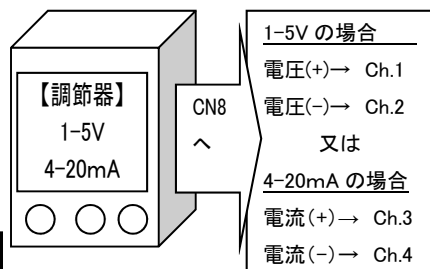 【調節器】
1-5V
4-20mA
CN8
へ
1-5V の場合
電圧(+)→ Ch.1
電圧(-)→ Ch.2
又は
4-20mA の場合
電流(+)→ Ch.3
電流(-)→ Ch.4